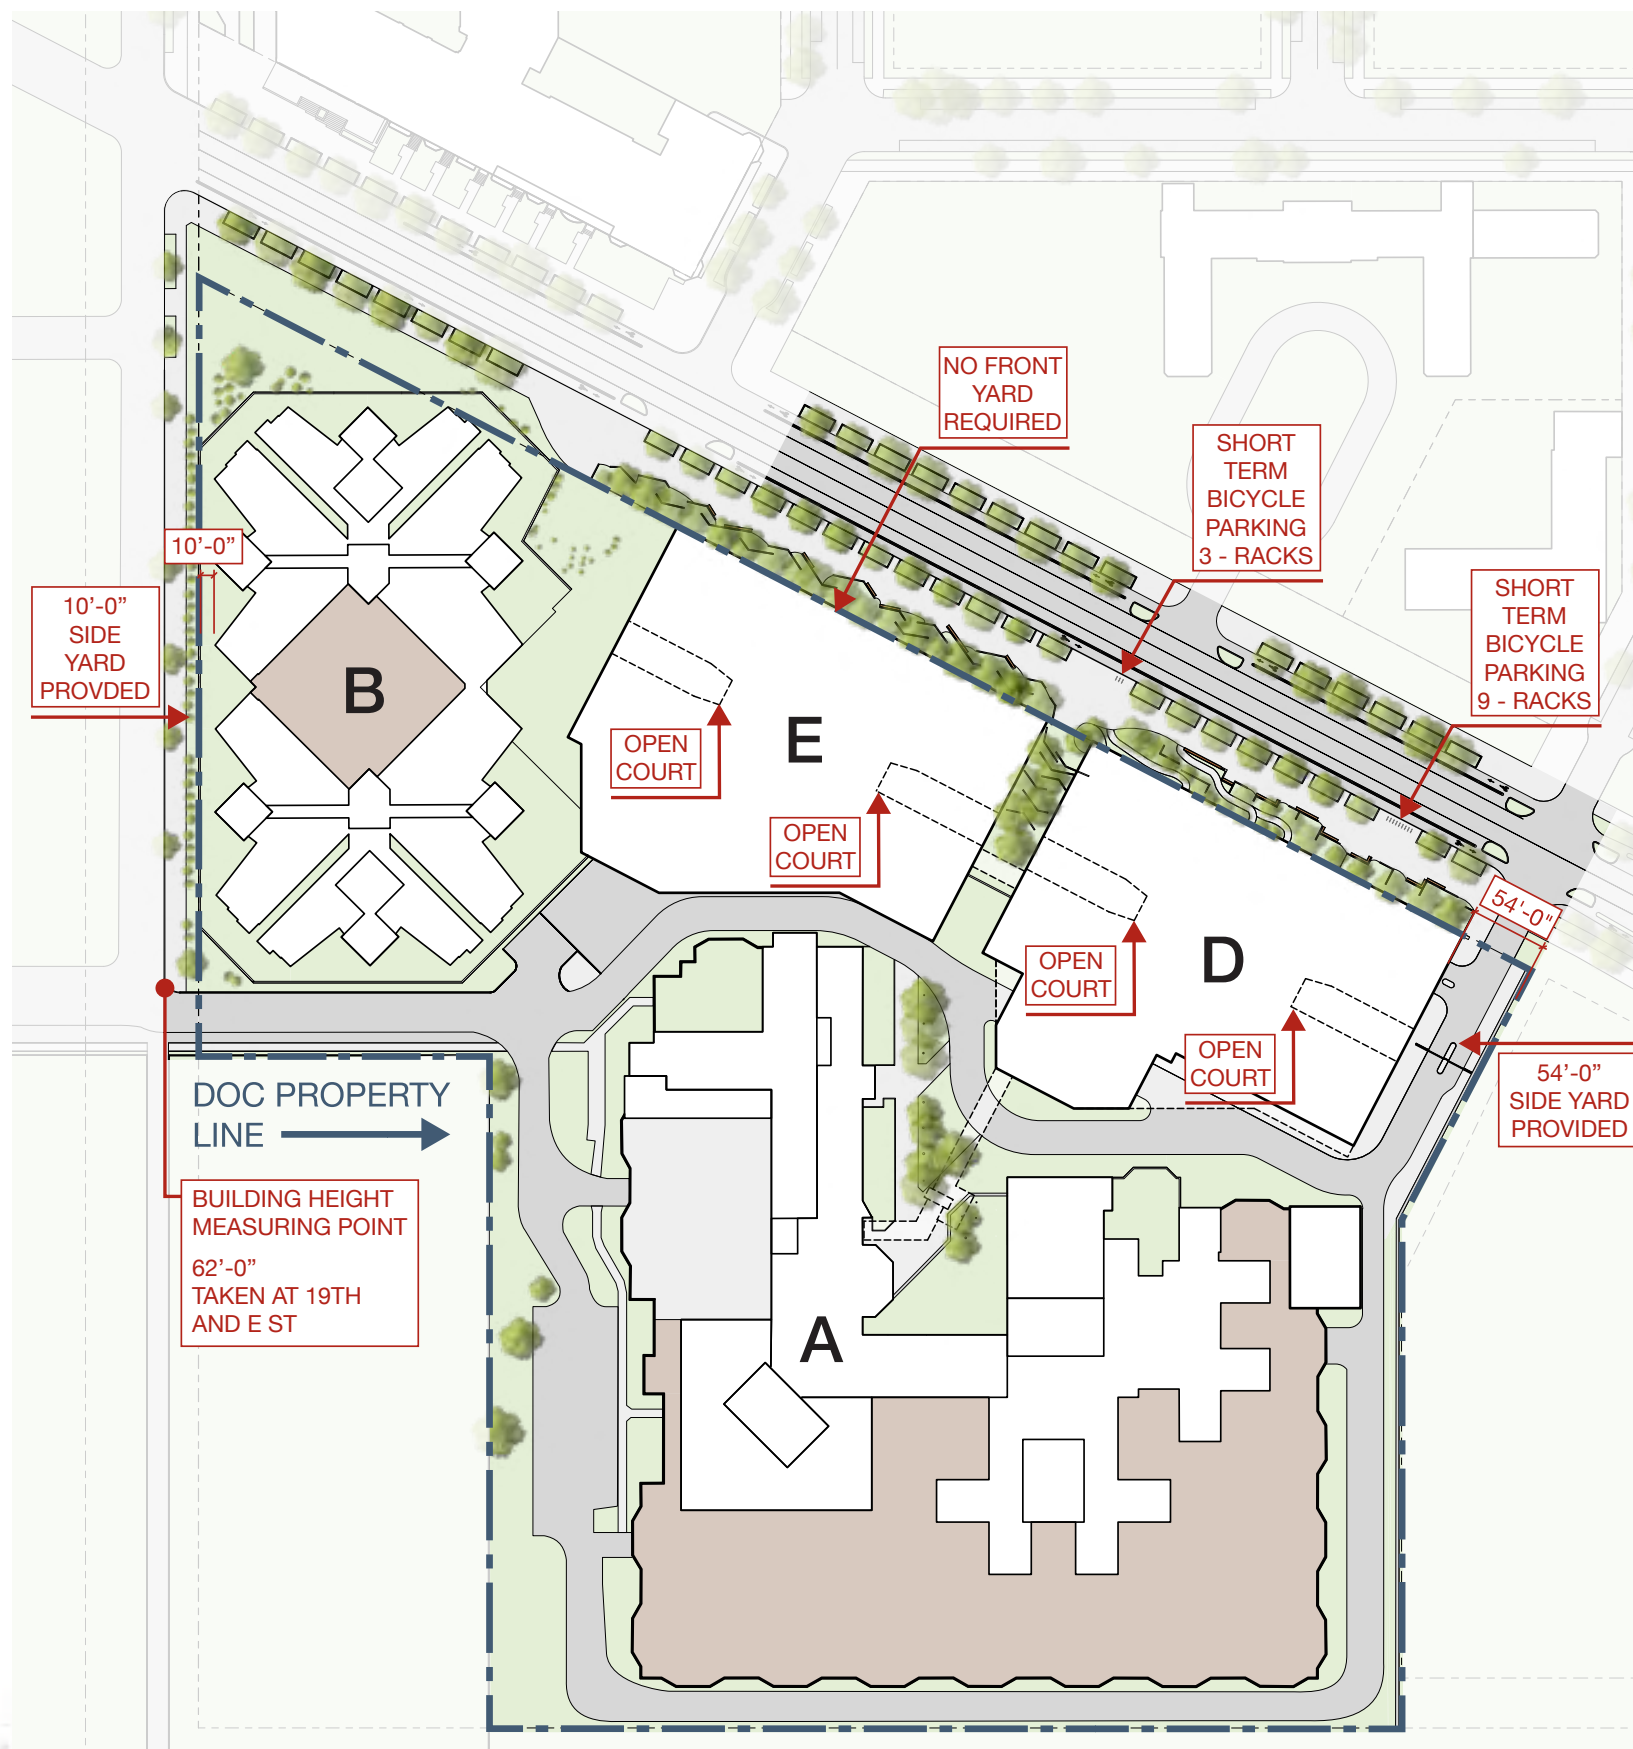 NO FRONT
YARD
REQUIRED
SHORT
TERM
BICYCLE
PARKING
3 - RACKS
SHORT
TERM
BICYCLE
PARKING
9 - RACKS
10’-0”
10’-0”
SIDE
YARD
PROVDED
B
E
OPEN
COURT
OPEN
COURT
54'-0"
D
OPEN
COURT
OPEN
COURT
54’-0”
SIDE YARD
PROVIDED
DOC PROPERTY
LINE
BUILDING HEIGHT
MEASURING POINT
62’-0”
TAKEN AT 19TH
AND E ST
A